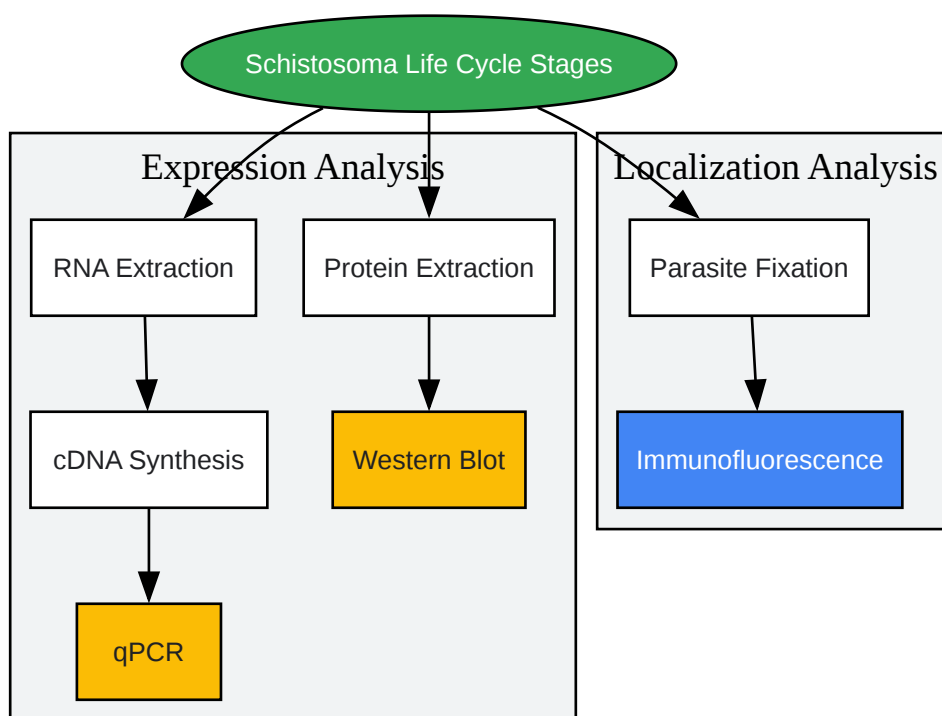 Schistosoma Life Cycle Stages
Expression Analysis
Localization Analysis
RNA Extraction
Protein Extraction
Parasite Fixation
cDNA Synthesis
Western Blot
Immunofluorescence
qPCR